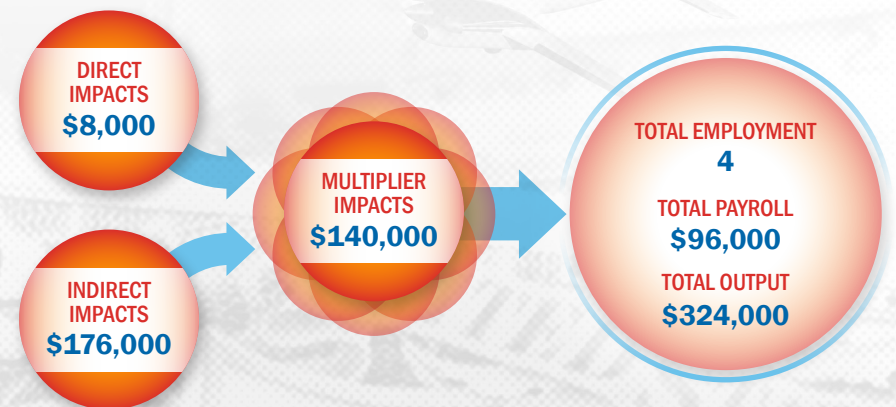 DIRECT
IMPACTS
$8,000
INDIRECT
IMPACTS
$176,000
MULTIPLIER
IMPACTS
$140,000
TOTAL EMPLOYMENT
4
TOTAL PAYROLL
$96,000
TOTAL OUTPUT
$324,000